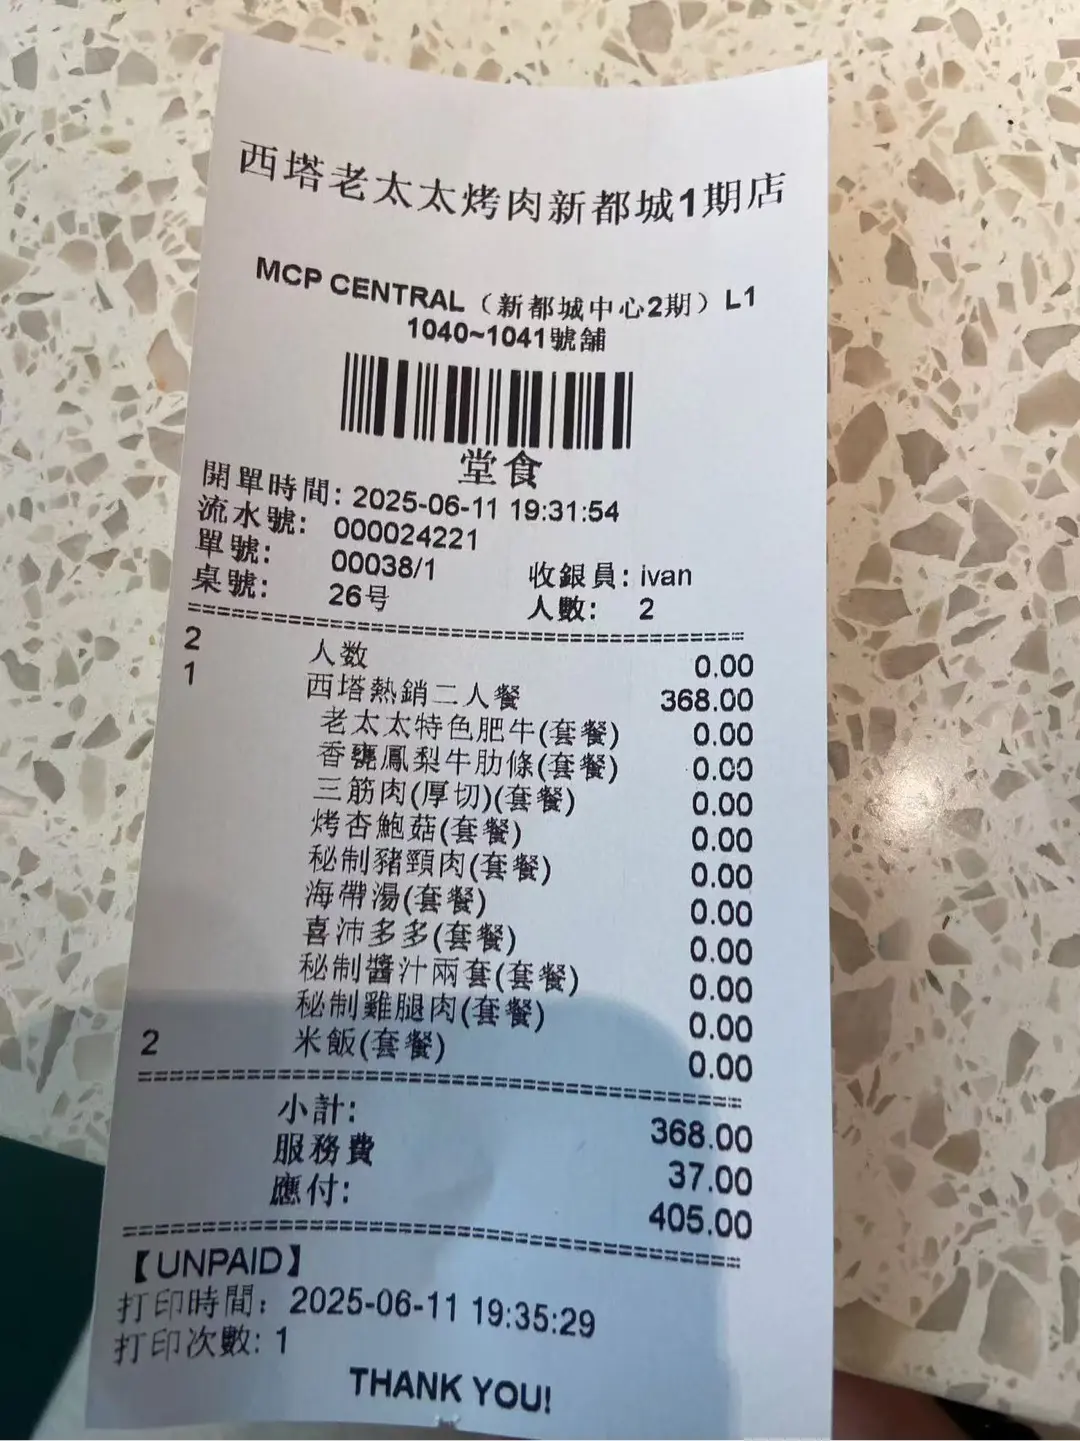 西塔老太太烤肉新都城1期店
MCP CENTRAL（新都城中心2期）L1
1040~1041號舖
堂食
開單時間: 2025-06-11 19:31:54
流水號: 000024221
單號: 00038/1 收銀員: ivan
桌號: 26号 人數: 2
2 人数 0.00
1 西塔熱銷二人餐 368.00
老太太特色肥牛(套餐) 0.00
香甕鳳梨牛肋條(套餐) 0.00
三筋肉(厚切)(套餐) 0.00
烤杏鮑菇(套餐) 0.00
秘制豬頸肉(套餐) 0.00
海帶湯(套餐) 0.00
喜沛多多(套餐) 0.00
秘制醬汁兩套(套餐) 0.00
秘制雞腿肉(套餐) 0.00
2 米飯(套餐) 0.00
小計: 368.00
服務費 37.00
應付: 405.00
【UNPAID】
打印時間: 2025-06-11 19:35:29
打印次數: 1
THANK YOU!